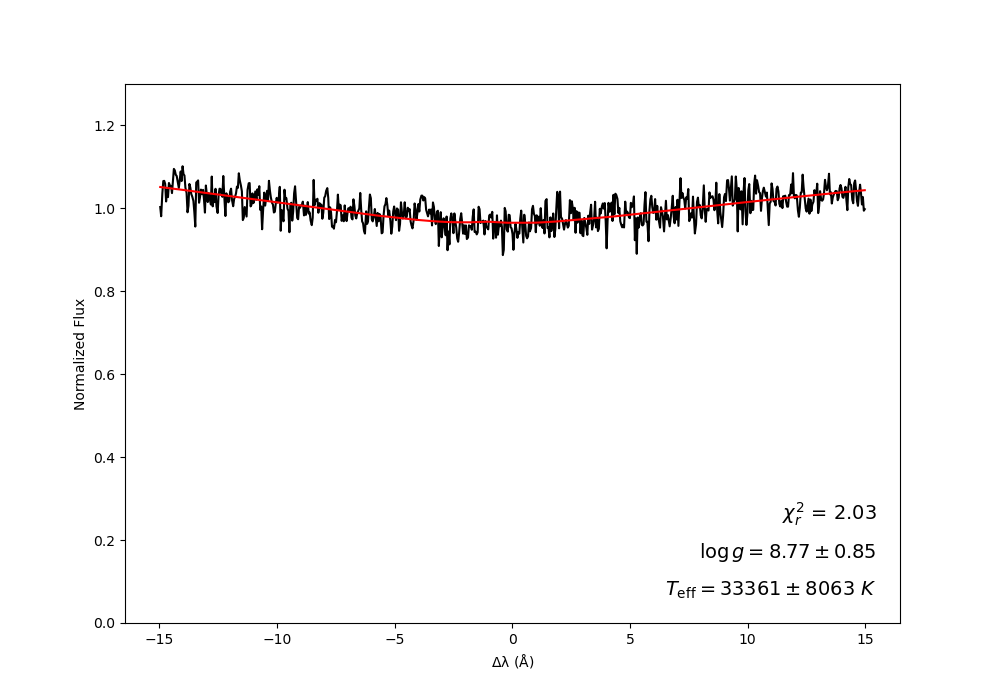 1.2
1.0
0.8
0.6
0.4
0.2
0.0
Normalized Flux
χ²ᵣ = 2.03
log g = 8.77 ± 0.85
T_eff = 33361 ± 8063 K
−15 −10 −5 0 5 10 15
Δλ (Å)